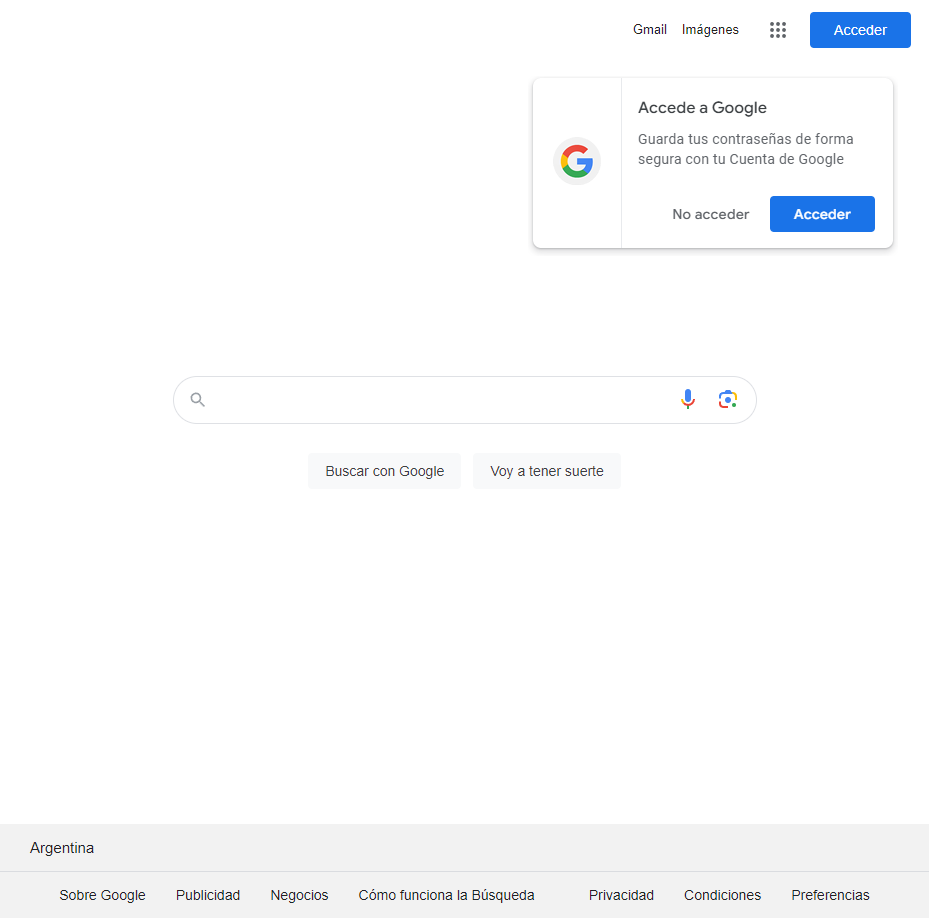 Gmail Imágenes Acceder
Accede a Google
Guarda tus contraseñas de forma
segura con tu Cuenta de Google
No acceder Acceder
Buscar con Google Voy a tener suerte
Argentina
Sobre Google Publicidad Negocios Cómo funciona la Búsqueda Privacidad Condiciones Preferencias